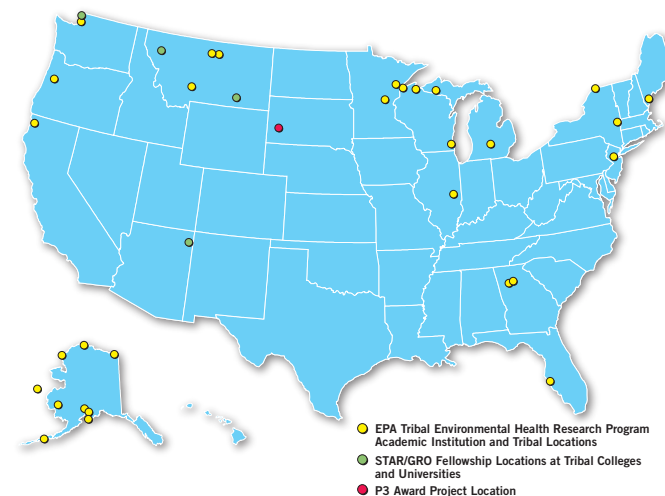 EPA Tribal Environmental Health Research Program
Academic Institution and Tribal Locations
STAR/GRO Fellowship Locations at Tribal Colleges
and Universities
P3 Award Project Location